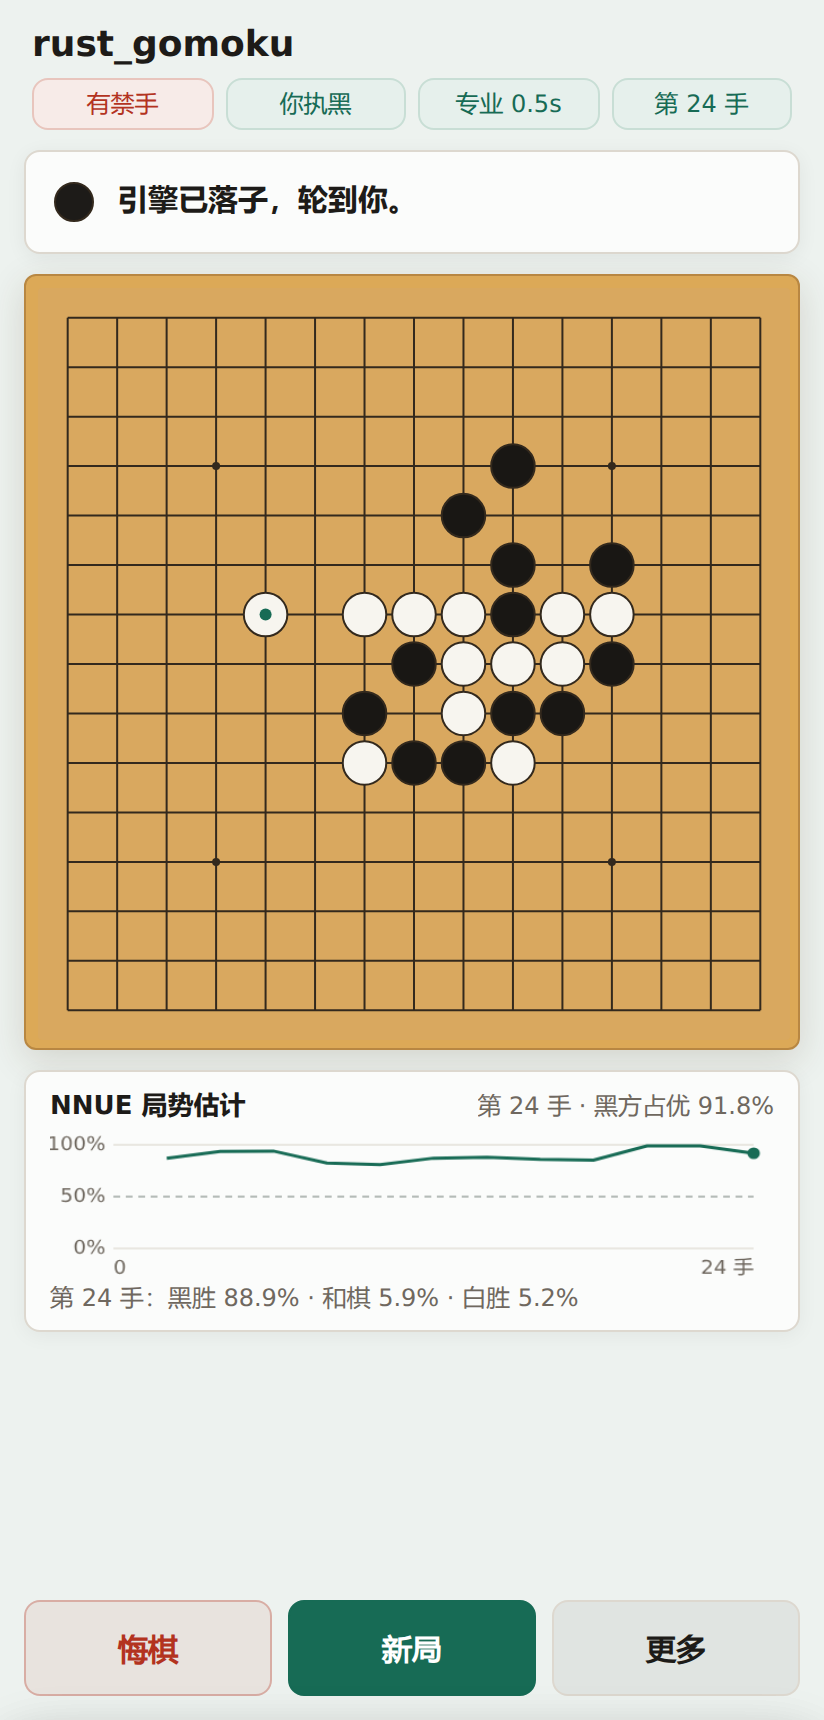 rust_gomoku
有禁手 你执黑 专业 0.5s 第 24 手
引擎已落子，轮到你。
NNUE 局势估计 第 24 手 · 黑方占优 91.8%
100%
50%
0%
0 24 手
第 24 手：黑胜 88.9% · 和棋 5.9% · 白胜 5.2%
悔棋 新局 更多